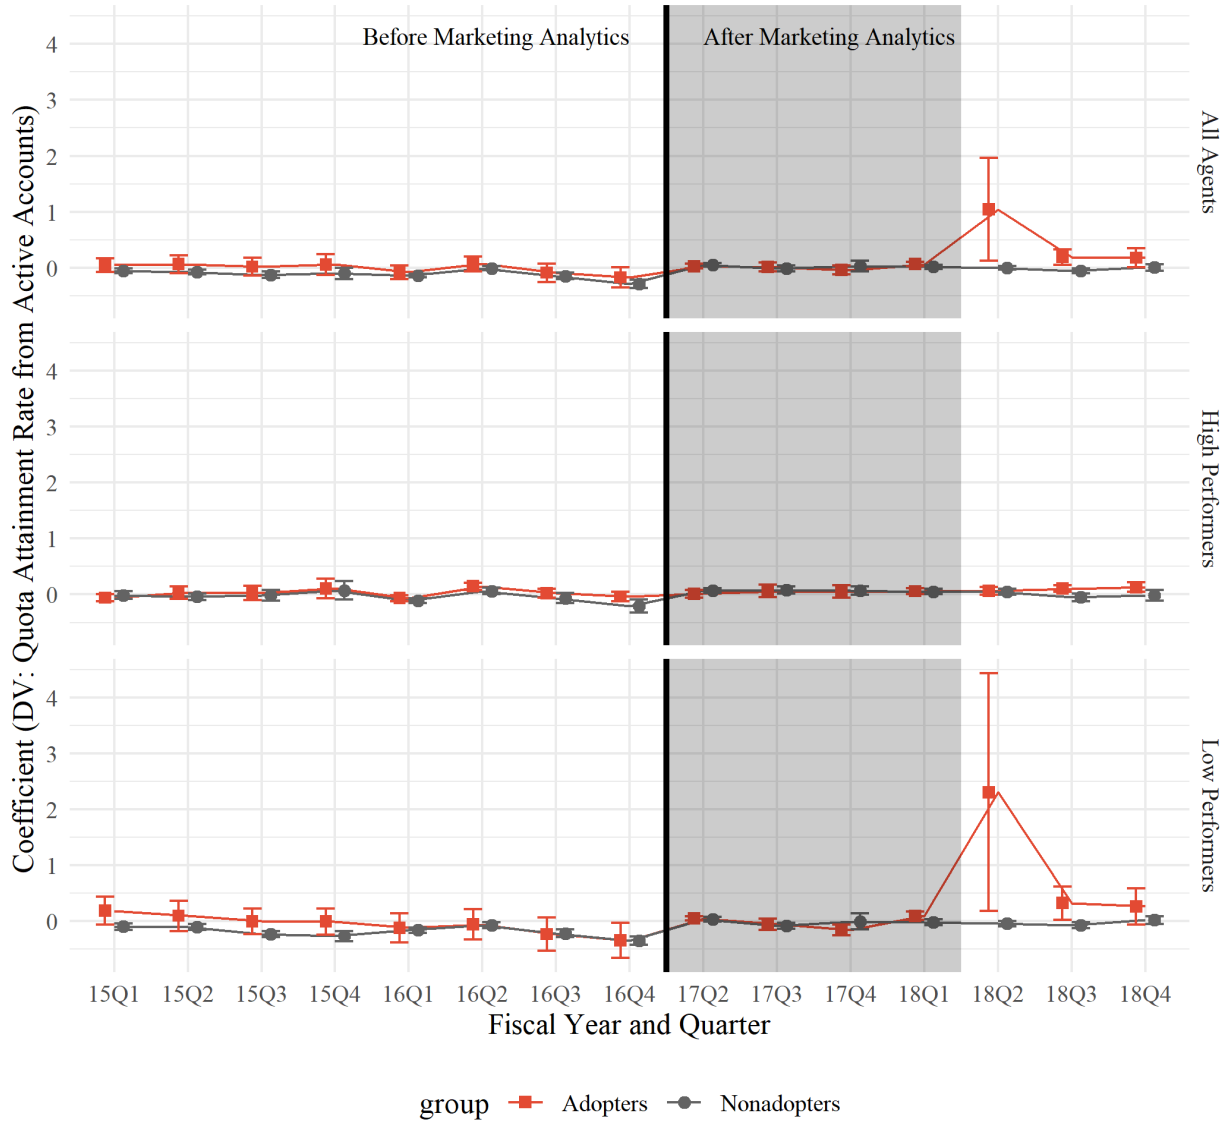 Coefficient (DV: Quota Attainment Rate from Active Accounts)
Before Marketing Analytics
After Marketing Analytics
4
3
2
1
0
All Agents
4
3
2
1
0
High Performers
4
3
2
1
0
Low Performers
15Q1 15Q2 15Q3 15Q4 16Q1 16Q2 16Q3 16Q4 17Q2 17Q3 17Q4 18Q1 18Q2 18Q3 18Q4
Fiscal Year and Quarter
group Adopters Nonadopters